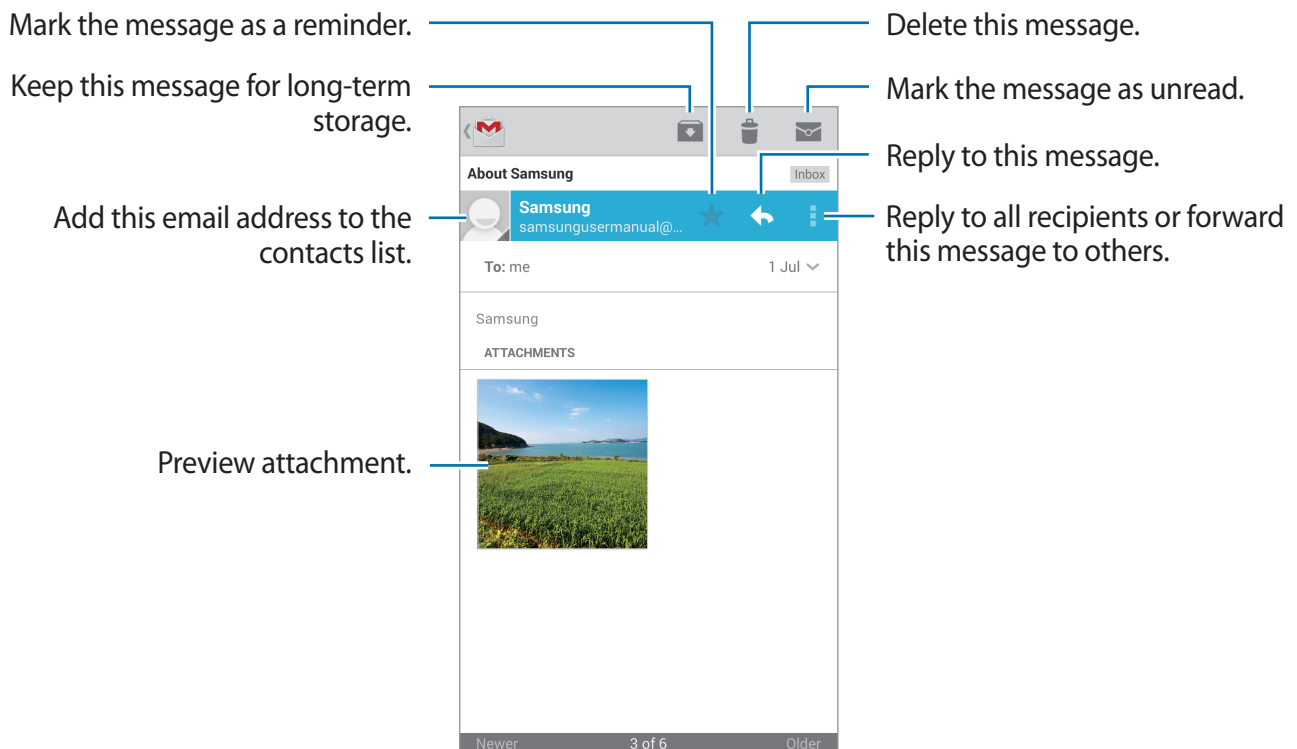 Mark the message as a reminder.
Keep this message for long-term
storage.
Add this email address to the
contacts list.
Preview attachment.
Delete this message.
Mark the message as unread.
Reply to this message.
Reply to all recipients or forward
this message to others.
About Samsung
Inbox
Samsung
samsungusermanual@...
To: me
1 Jul
Samsung
ATTACHMENTS
Newer 3 of 6 Older